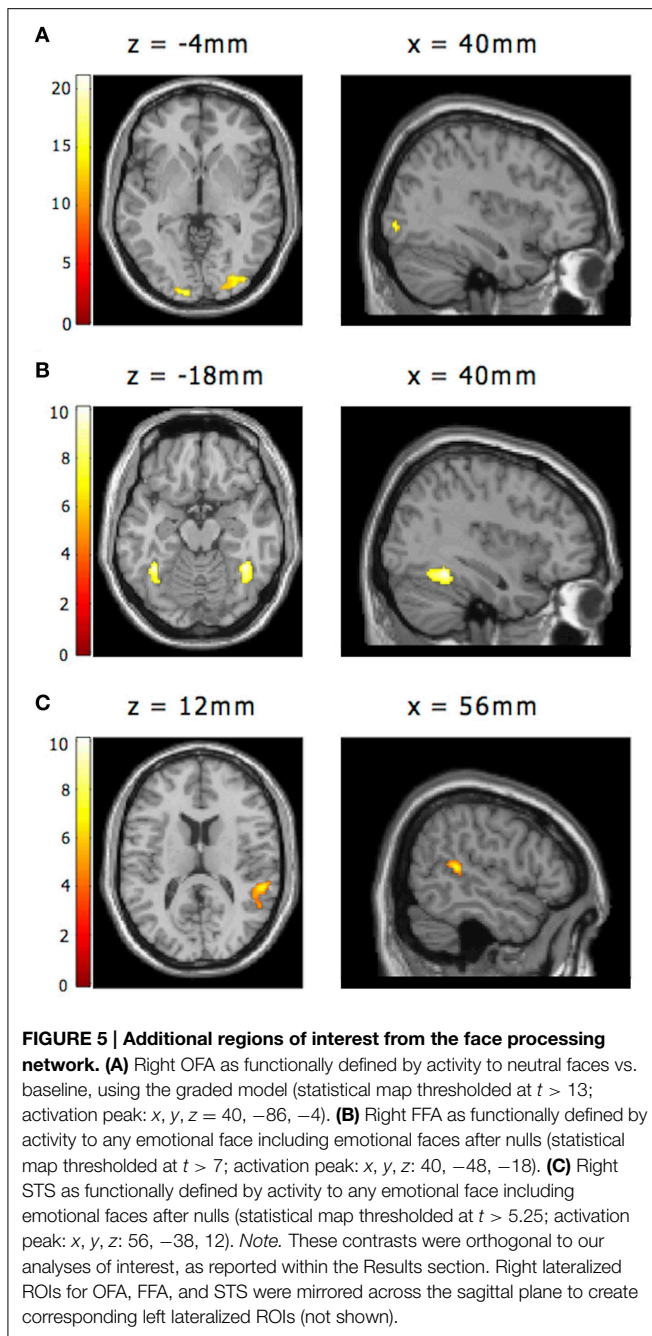 A
z = -4mm
x = 40mm
20
15
10
5
0
B
z = -18mm
x = 40mm
10
8
6
4
2
0
C
z = 12mm
x = 56mm
10
8
6
4
2
0
FIGURE 5 | Additional regions of interest from the face processing
network. (A) Right OFA as functionally defined by activity to neutral faces vs.
baseline, using the graded model (statistical map thresholded at t > 13;
activation peak: x, y, z = 40, −86, −4). (B) Right FFA as functionally defined by
activity to any emotional face including emotional faces after nulls (statistical
map thresholded at t > 7; activation peak: x, y, z: 40, −48, −18). (C) Right
STS as functionally defined by activity to any emotional face including
emotional faces after nulls (statistical map thresholded at t > 5.25; activation
peak: x, y, z: 56, −38, 12). Note. These contrasts were orthogonal to our
analyses of interest, as reported within the Results section. Right lateralized
ROIs for OFA, FFA, and STS were mirrored across the sagittal plane to create
corresponding left lateralized ROIs (not shown).